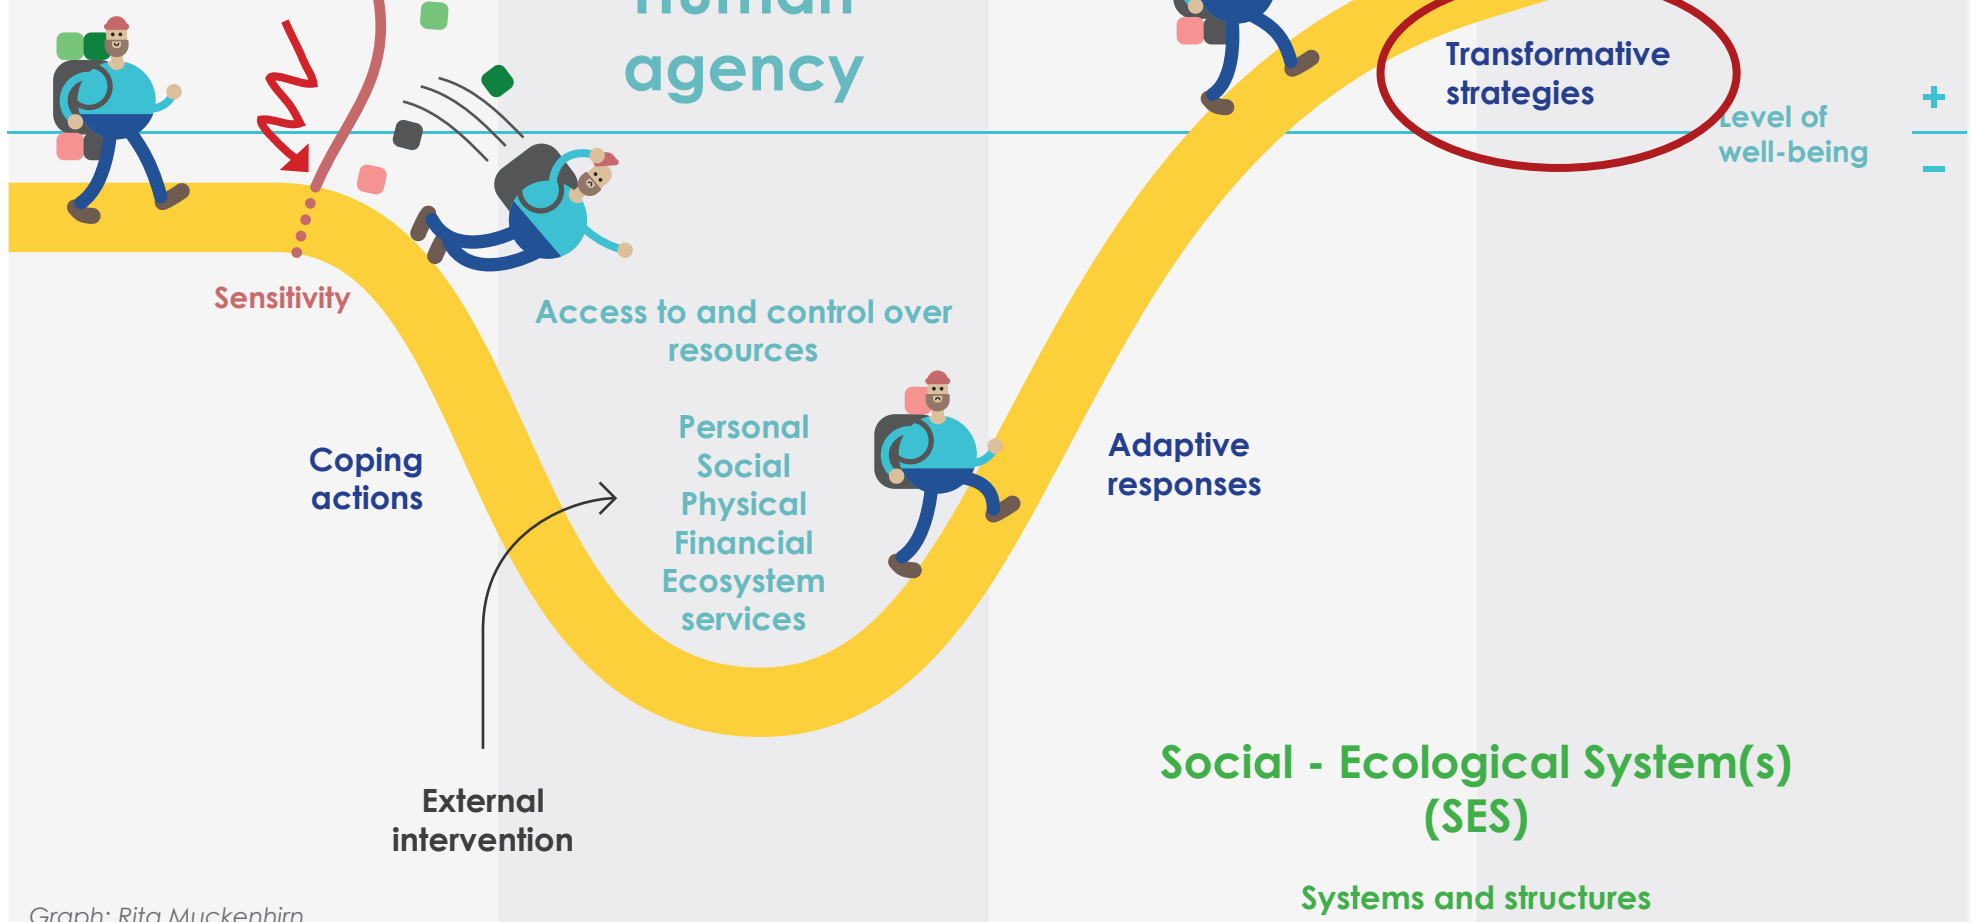 Human
agency
Transformative
strategies
Level of
well-being
+
-
Sensitivity
Access to and control over
resources
Personal
Social
Physical
Financial
Ecosystem
services
Coping
actions
Adaptive
responses
External
intervention
Social - Ecological System(s)
(SES)
Systems and structures
Graph: Rita Muckenhirn